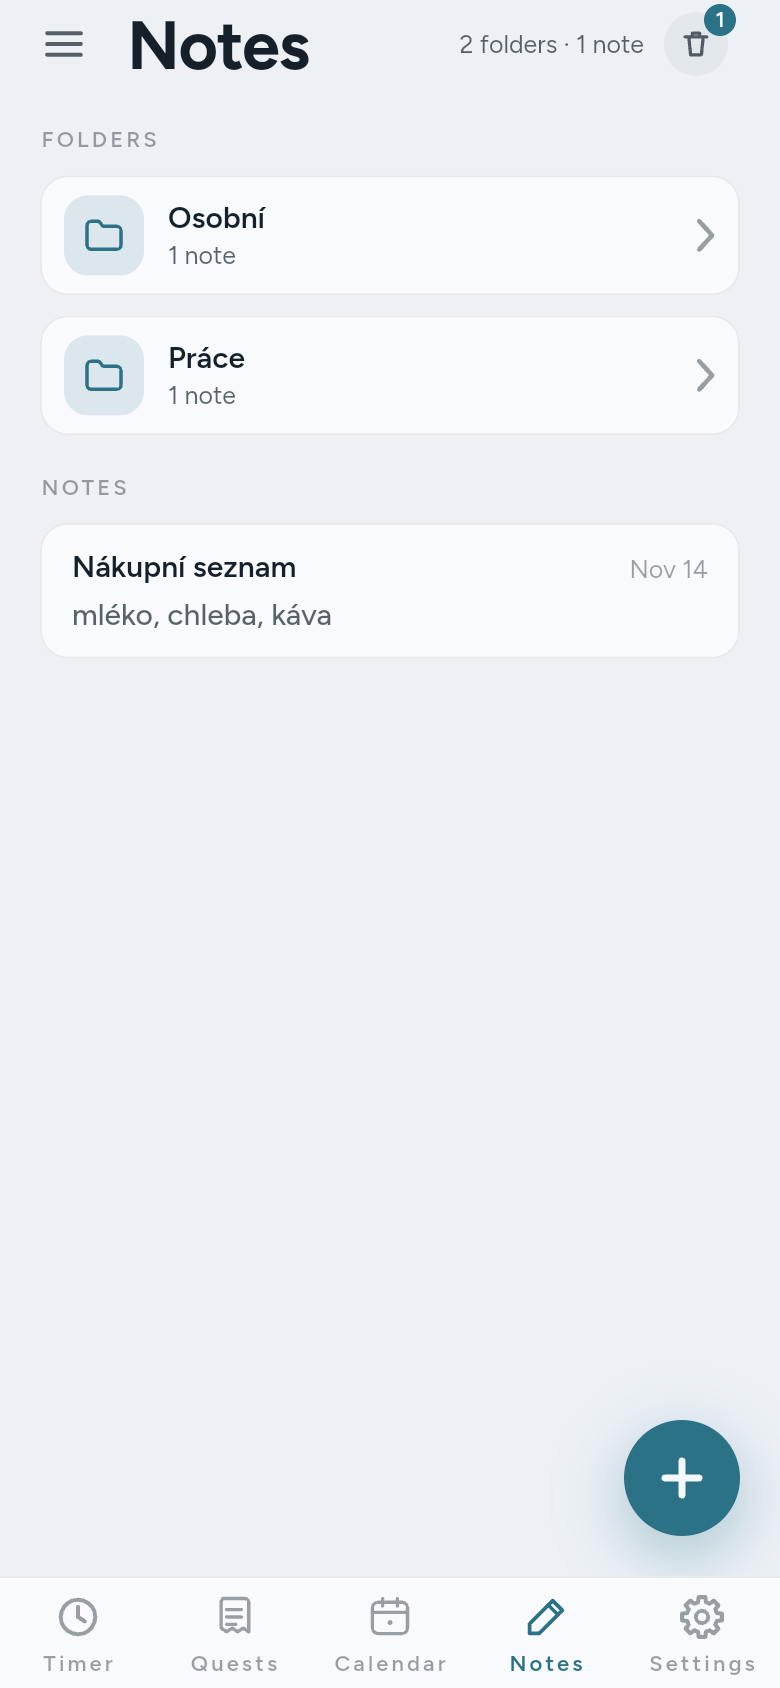 Notes
2 folders · 1 note
1
FOLDERS
Osobní
1 note
Práce
1 note
NOTES
Nákupní seznam
Nov 14
mléko, chleba, káva
Timer
Quests
Calendar
Notes
Settings